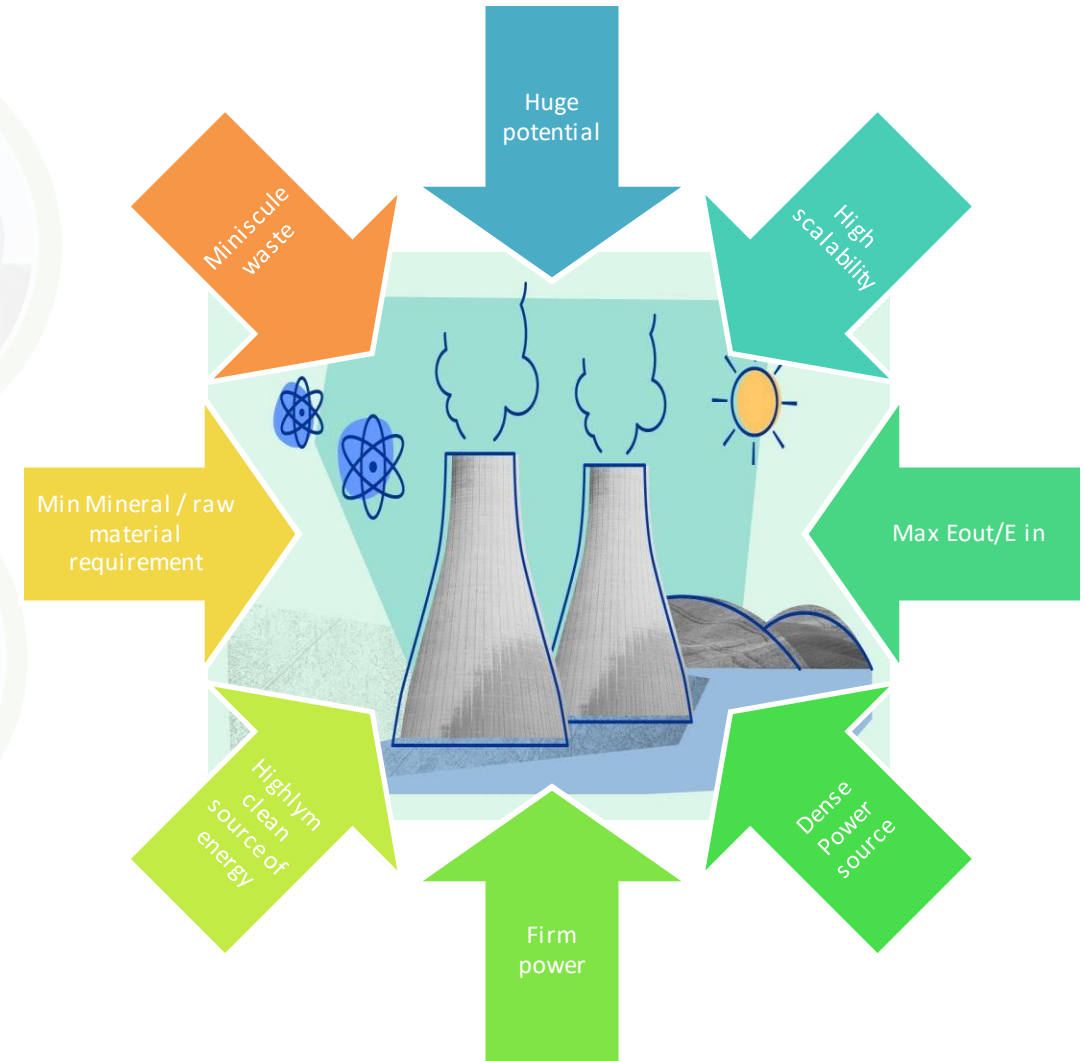 Huge
potential
High
scalability
Max Eout/E in
Dense
Power
source
Firm
power
Highlym
clean
source of
energy
Min Mineral / raw
material
requirement
Miniscule
waste